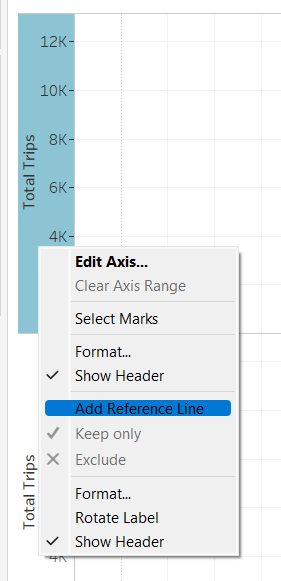 12K
10K
8K
6K
4K
Total Trips
Edit Axis...
Clear Axis Range
Select Marks
Format...
Show Header
Add Reference Line
Keep only
Exclude
Format...
Rotate Label
Show Header
Total Trips
4K